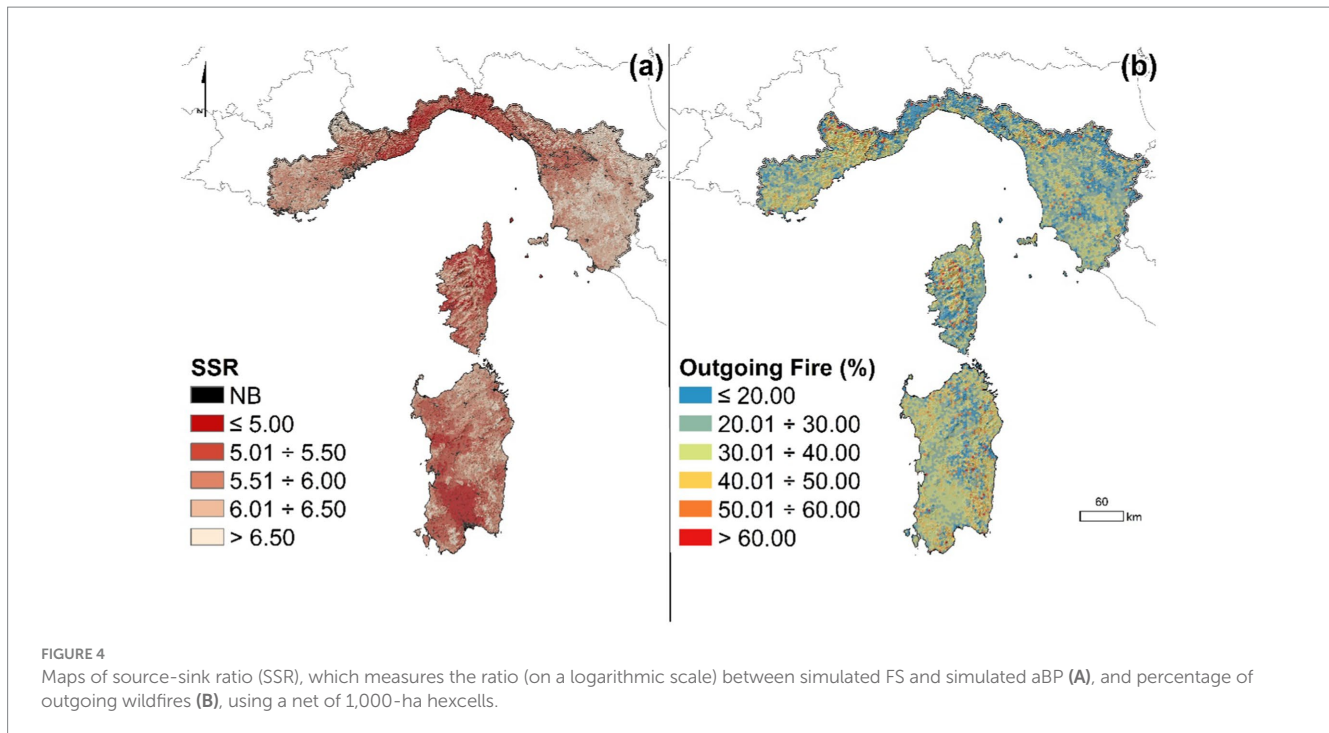 (a)
(b)
SSR
NB
≤ 5.00
5.01 ÷ 5.50
5.51 ÷ 6.00
6.01 ÷ 6.50
> 6.50
Outgoing Fire (%)
≤ 20.00
20.01 ÷ 30.00
30.01 ÷ 40.00
40.01 ÷ 50.00
50.01 ÷ 60.00
> 60.00
60
km
FIGURE 4
Maps of source-sink ratio (SSR), which measures the ratio (on a logarithmic scale) between simulated FS and simulated aBP (A), and percentage of
outgoing wildfires (B), using a net of 1,000-ha hexcells.